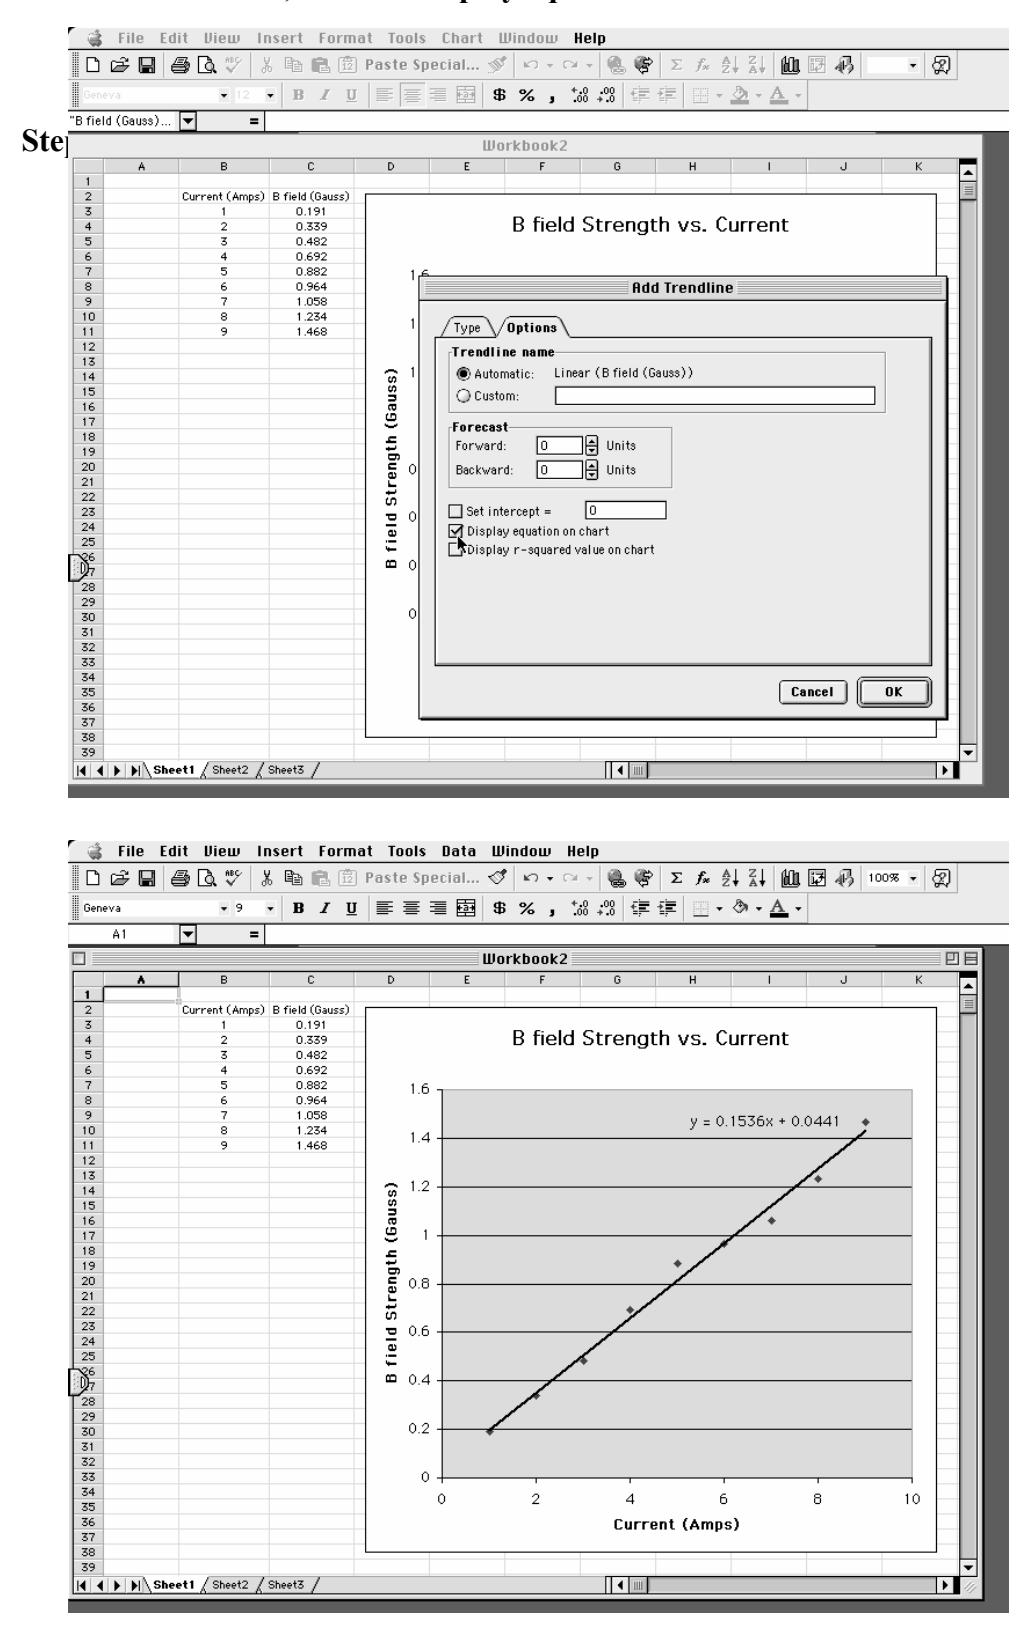 File Edit View Insert Format Tools Chart Window Help
Paste Special...
Geneva 12 B I U $ % ,
"B field (Gauss)... =
Step
Workbook2
A B C D E F G H I J K
1
2 Current (Amps) B field (Gauss)
3 1 0.191
4 2 0.339
5 3 0.482
6 4 0.692
7 5 0.882
8 6 0.964
9 7 1.058
10 8 1.234
11 9 1.468
12
13
14
15
16
17
18
19
20
21
22
23
24
25
26
27
28
29
30
31
32
33
34
35
36
37
38
39
B field Strength vs. Current
1.6
1
1
0
0
0
0
B field Strength (Gauss)
Add Trendline
Type Options
Trendline name
Automatic: Linear (B field (Gauss))
Custom:
Forecast
Forward: 0 Units
Backward: 0 Units
Set intercept = 0
Display equation on chart
Display r-squared value on chart
Cancel OK
Sheet1 Sheet2 Sheet3
File Edit View Insert Format Tools Data Window Help
Paste Special... 100%
Geneva 9 B I U $ % ,
A1 =
Workbook2
A B C D E F G H I J K
1
2 Current (Amps) B field (Gauss)
3 1 0.191
4 2 0.339
5 3 0.482
6 4 0.692
7 5 0.882
8 6 0.964
9 7 1.058
10 8 1.234
11 9 1.468
12
13
14
15
16
17
18
19
20
21
22
23
24
25
26
27
28
29
30
31
32
33
34
35
36
37
38
39
B field Strength vs. Current
y = 0.1536x + 0.0441
1.6
1.4
1.2
1
0.8
0.6
0.4
0.2
0
B field Strength (Gauss)
0 2 4 6 8 10
Current (Amps)
Sheet1 Sheet2 Sheet3